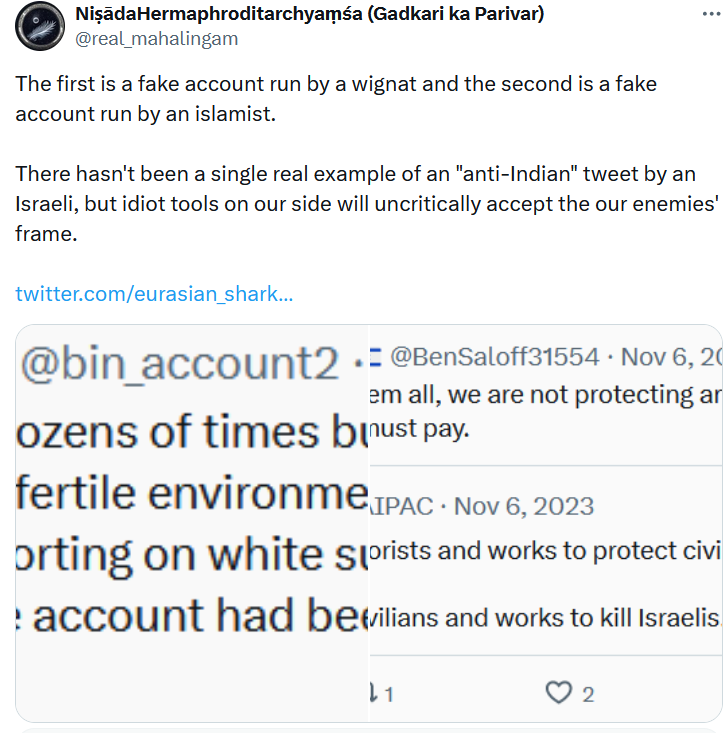 NiṣādaHermaphroditarchyaṃśa (Gadkari ka Parivar)
@real_mahalingam
The first is a fake account run by a wignat and the second is a fake
account run by an islamist.
There hasn't been a single real example of an "anti-Indian" tweet by an
Israeli, but idiot tools on our side will uncritically accept the our enemies'
frame.
twitter.com/eurasian_shark...
@bin_account2 ·
ozens of times bu
fertile environme
orting on white su
e account had bee
@BenSaloff31554 · Nov 6, 20
em all, we are not protecting an
must pay.
AIPAC · Nov 6, 2023
orists and works to protect civi
vilians and works to kill Israelis.
1
2